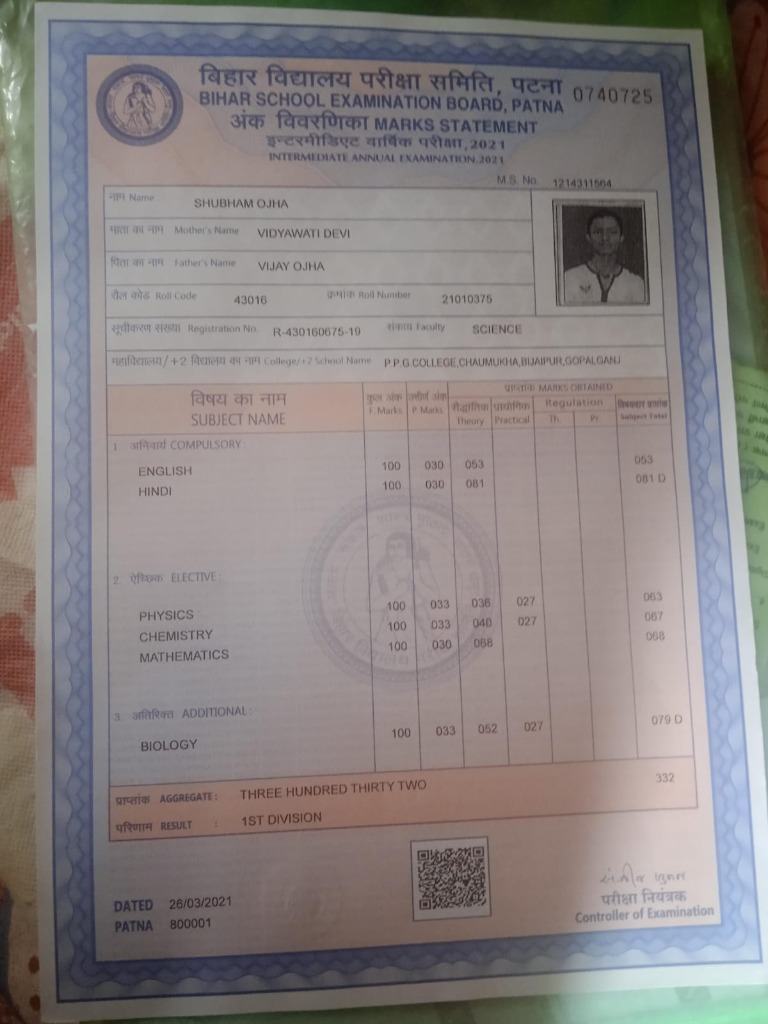 बिहार विद्यालय परीक्षा समिति, पटना 0740725
BIHAR SCHOOL EXAMINATION BOARD, PATNA
अंक विवरणिका MARKS STATEMENT
इन्टरमीडिएट वार्षिक परीक्षा, 2021
INTERMEDIATE ANNUAL EXAMINATION, 2021
M.S. No. 1214311564
नाम Name SHUBHAM OJHA
माता का नाम Mother's Name VIDYAWATI DEVI
पिता का नाम Father's Name VIJAY OJHA
रौल कोड Roll Code 43016 क्रमांक Roll Number 21010375
सूचीकरण संख्या Registration No. R-430160675-19 संकाय Faculty SCIENCE
महाविद्यालय/+2 विद्यालय का नाम College/+2 School Name P.P.G.COLLEGE,CHAUMUKHA,BIJAIPUR,GOPALGANJ
विषय का नाम कुल अंक उत्तीर्ण अंक प्राप्तांक MARKS OBTAINED
SUBJECT NAME F. Marks P. Marks सैद्धांतिक Theory प्रायोगिक Practical Regulation Th. Pr. विषयवार प्राप्तांक Subject Total
1. अनिवार्य COMPULSORY :
ENGLISH 100 030 053 053
HINDI 100 030 081 081 D
2. ऐच्छिक ELECTIVE :
PHYSICS 100 033 036 027 063
CHEMISTRY 100 033 040 027 067
MATHEMATICS 100 030 068 068
3. अतिरिक्त ADDITIONAL :
BIOLOGY 100 033 052 027 079 D
प्राप्तांक AGGREGATE : THREE HUNDRED THIRTY TWO 332
परिणाम RESULT : 1ST DIVISION
DATED 26/03/2021
PATNA 800001
परीक्षा नियंत्रक
Controller of Examination